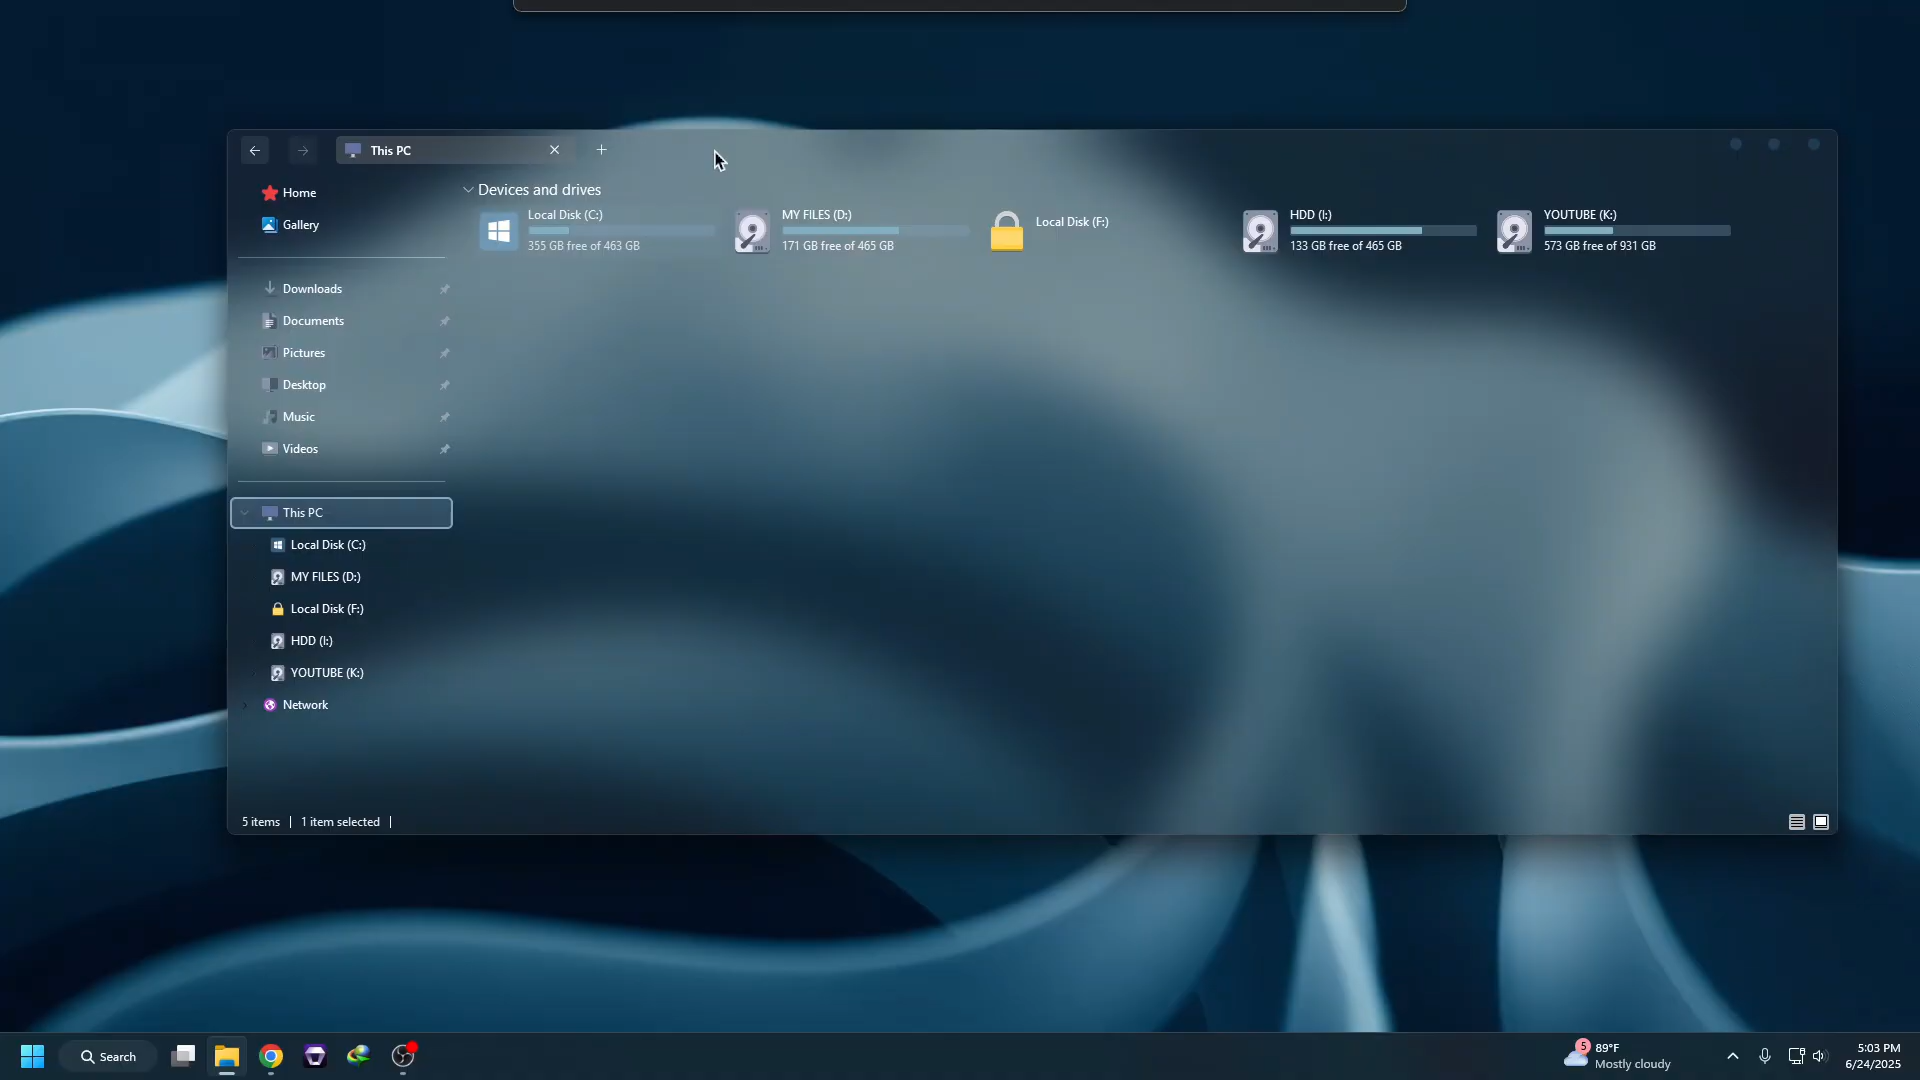 This PC
Home
Gallery
Downloads
Documents
Pictures
Desktop
Music
Videos
This PC
Local Disk (C:)
MY FILES (D:)
Local Disk (F:)
HDD (I:)
YOUTUBE (K:)
Network
Devices and drives
Local Disk (C:)
355 GB free of 463 GB
MY FILES (D:)
171 GB free of 465 GB
Local Disk (F:)
HDD (I:)
133 GB free of 465 GB
YOUTUBE (K:)
573 GB free of 931 GB
5 items
1 item selected
Search
5
89°F
Mostly cloudy
5:03 PM
6/24/2025